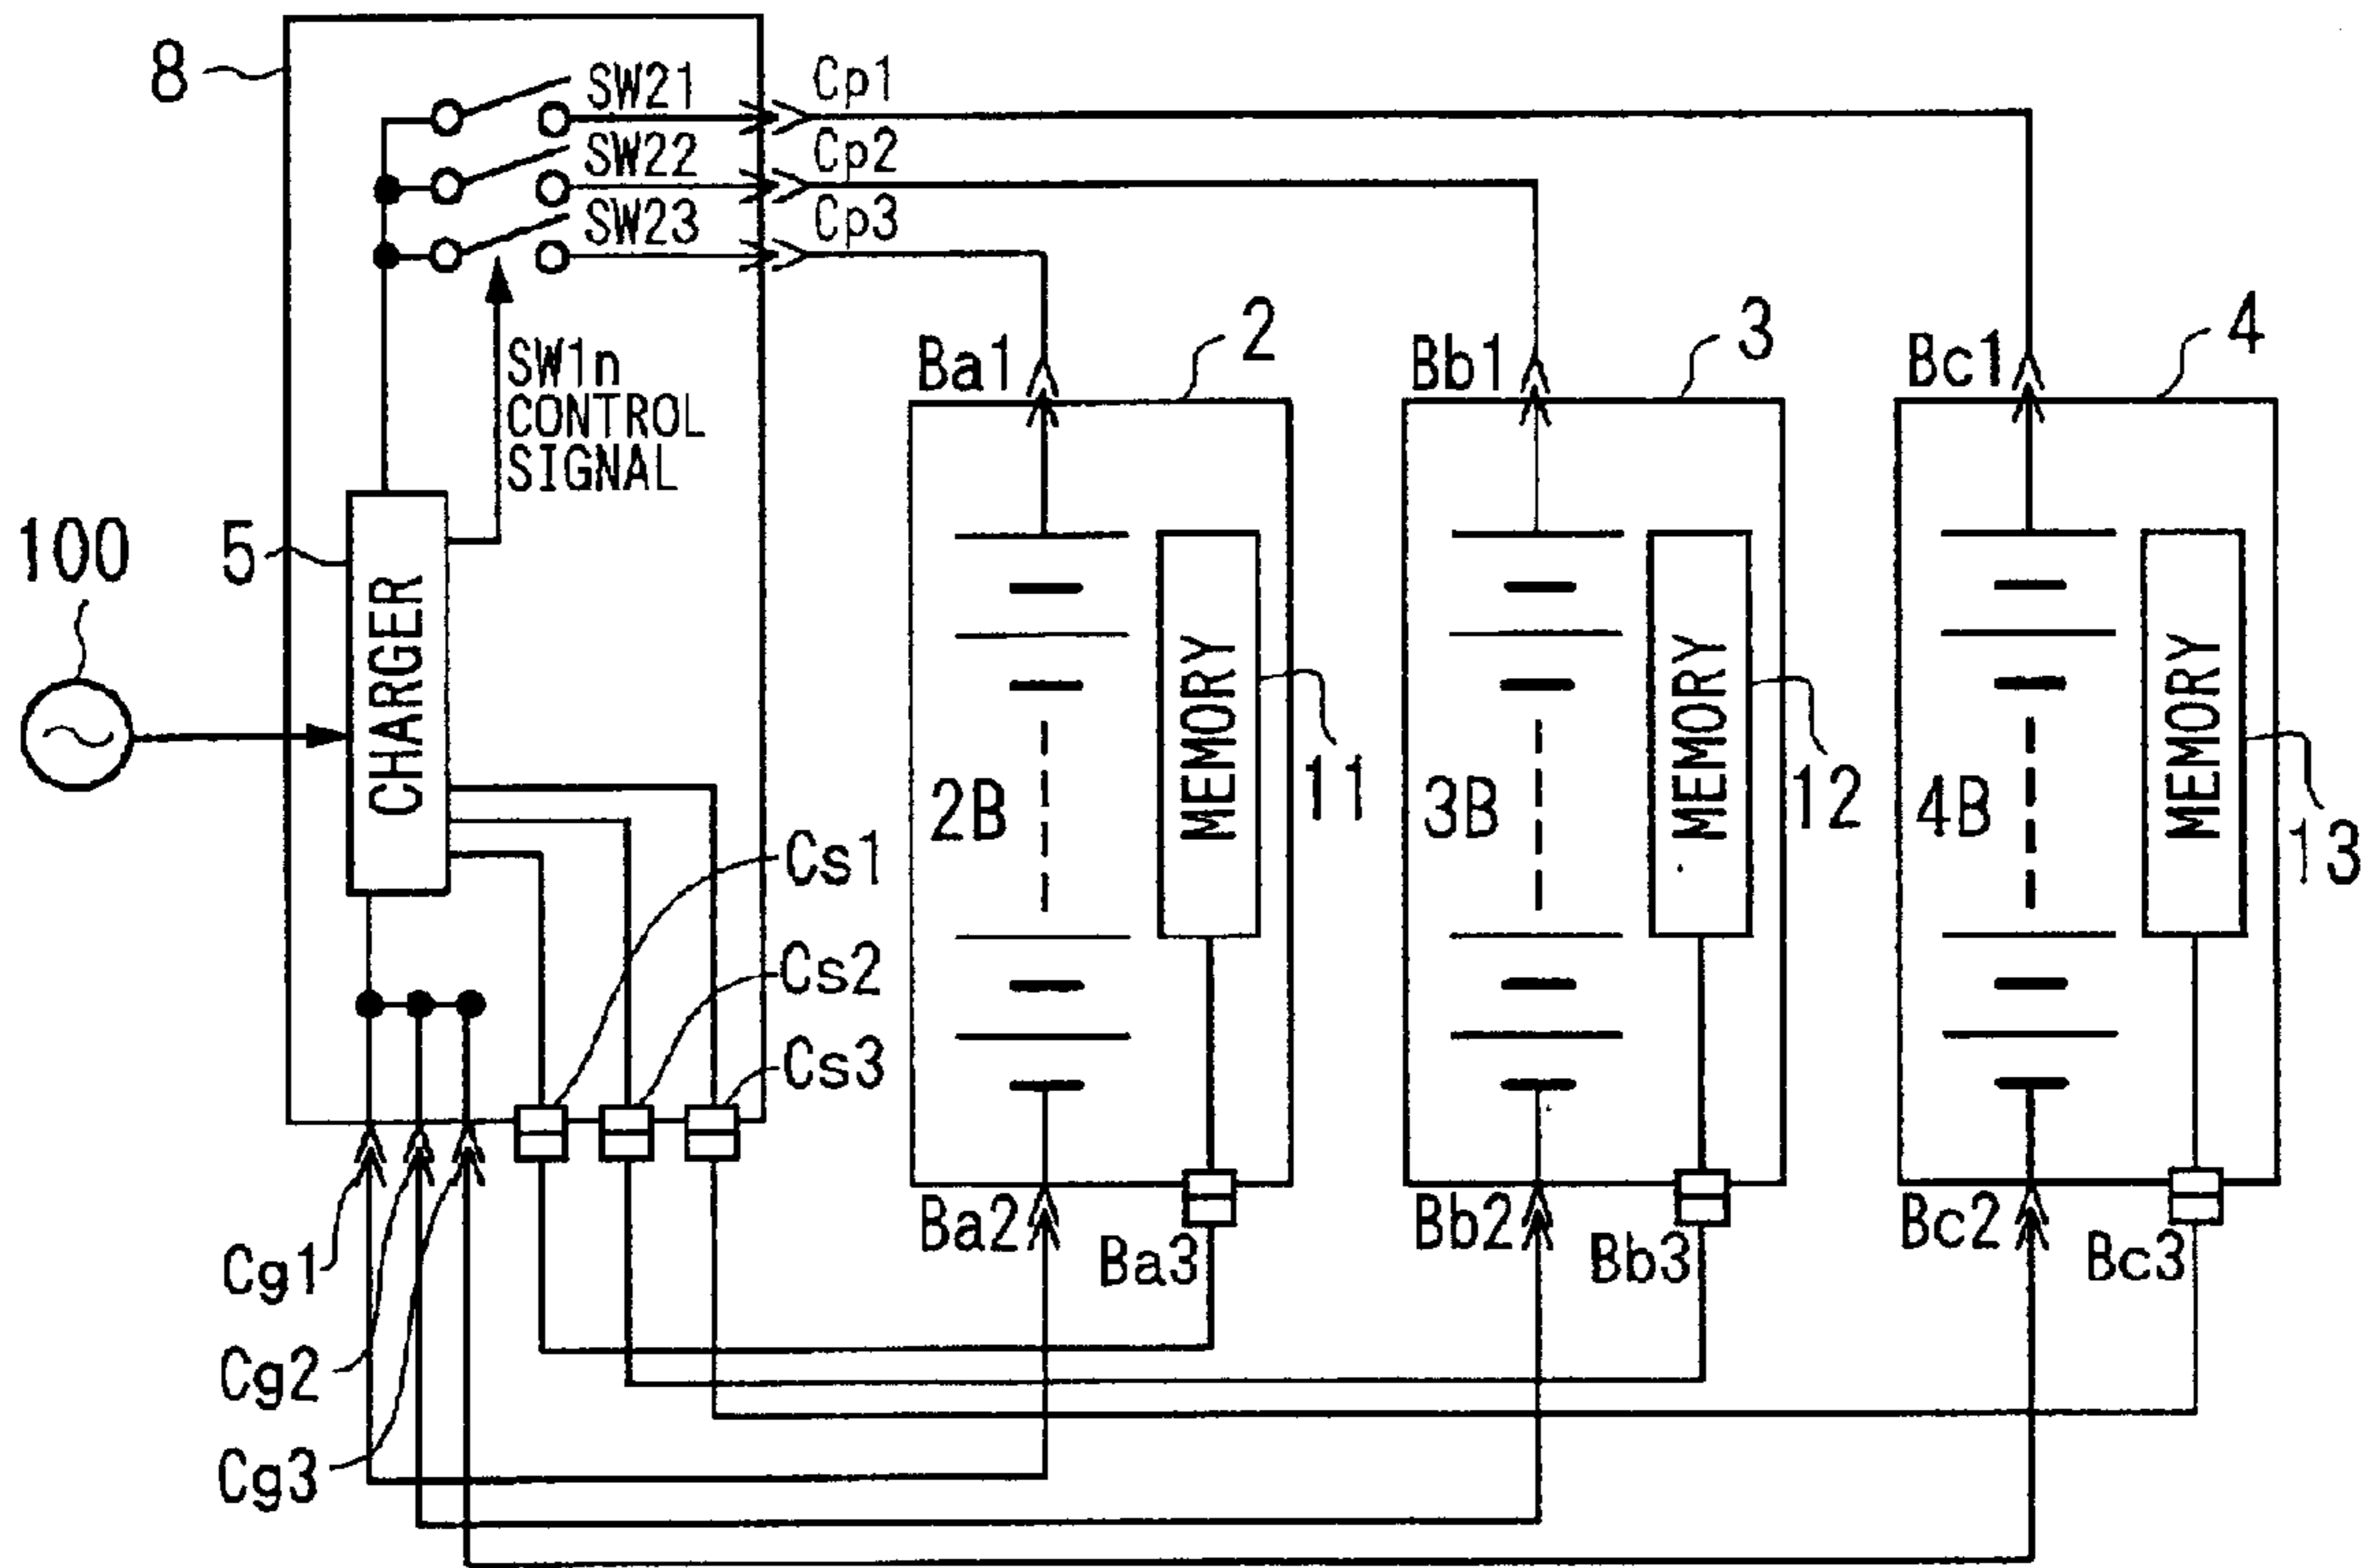 8
SW21
Cp1
SW22
Cp2
SW23
Cp3
SW1n
CONTROL
SIGNAL
Ba1
2
Bb1
3
Bc1
4
100
5
CHARGER
2B
MEMORY
11
3B
MEMORY
12
4B
MEMORY
13
Cs1
Cs2
Cs3
Cg1
Cg2
Cg3
Ba2
Ba3
Bb2
Bb3
Bc2
Bc3